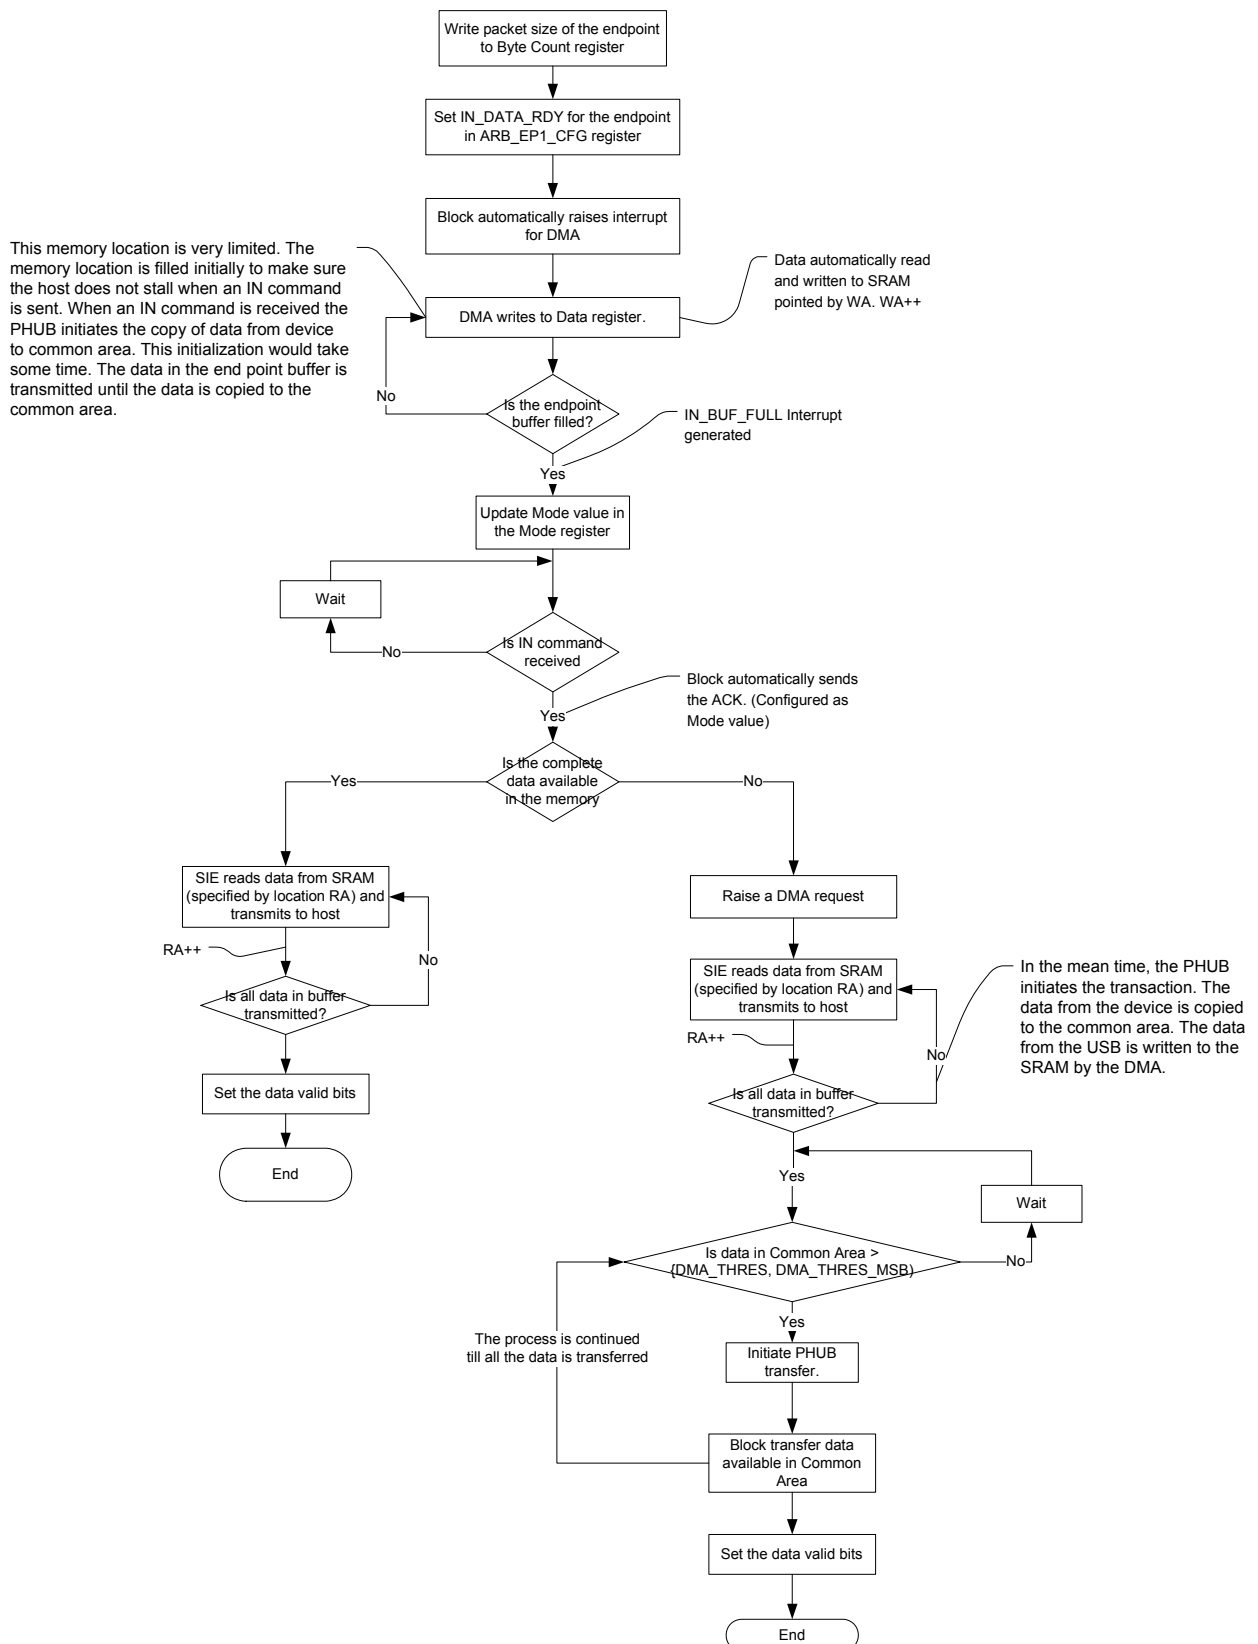 Write packet size of the endpoint
to Byte Count register
Set IN_DATA_RDY for the endpoint
in ARB_EP1_CFG register
Block automatically raises interrupt
for DMA
This memory location is very limited. The
memory location is filled initially to make sure
the host does not stall when an IN command
is sent. When an IN command is received the
PHUB initiates the copy of data from device
to common area. This initialization would take
some time. The data in the end point buffer is
transmitted until the data is copied to the
common area.
Data automatically read
and written to SRAM
pointed by WA. WA++
DMA writes to Data register.
No
Is the endpoint
buffer filled?
IN_BUF_FULL Interrupt
generated
Yes
Update Mode value in
the Mode register
Wait
Is IN command
received
No
Block automatically sends
the ACK. (Configured as
Mode value)
Yes
Is the complete
data available
in the memory
Yes
No
SIE reads data from SRAM
(specified by location RA) and
transmits to host
RA++
No
Is all data in buffer
transmitted?
Set the data valid bits
End
Raise a DMA request
SIE reads data from SRAM
(specified by location RA) and
transmits to host
RA++
No
In the mean time, the PHUB
initiates the transaction. The
data from the device is copied
to the common area. The data
from the USB is written to the
SRAM by the DMA.
Is all data in buffer
transmitted?
Yes
Wait
Is data in Common Area >
{DMA_THRES, DMA_THRES_MSB)
No
Yes
The process is continued
till all the data is transferred
Initiate PHUB
transfer.
Block transfer data
available in Common
Area
Set the data valid bits
End